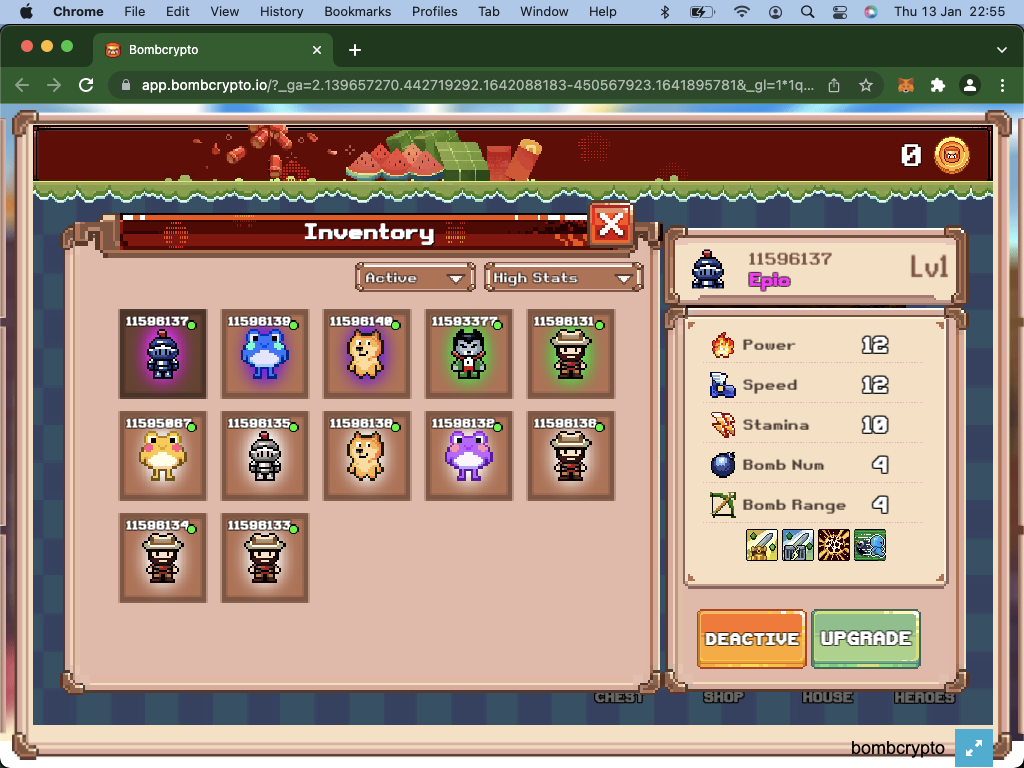 Chrome File Edit View History Bookmarks Profiles Tab Window Help Thu 13 Jan 22:55
Bombcrypto
app.bombcrypto.io/?_ga=2.139657270.442719292.1642088183-450567923.1641895781&_gl=1*1q...
0
Inventory
Active High Stats
11596137 11596139 11596140 11593377 11596131
11595087 11596135 11596136 11596132 11596138
11596134 11596133
11596137
Epic
Lv1
Power 12
Speed 12
Stamina 10
Bomb Num 4
Bomb Range 4
DEACTIVE UPGRADE
CHEST SHOP HOUSE HEROES
bombcrypto